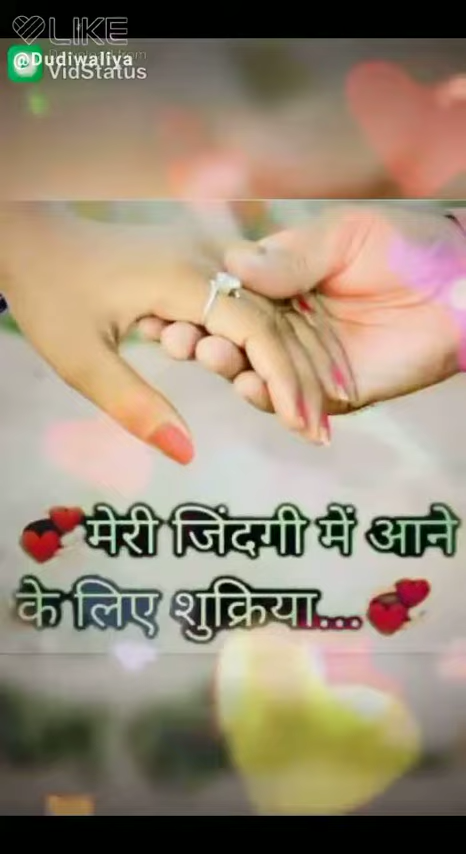 LIKE
@Dudiwaliya
VidStatus
मेरी जिंदगी में आने
के लिए शुक्रिया...